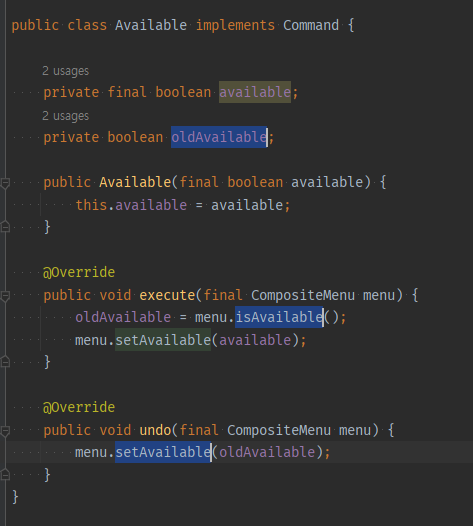 public class Available implements Command {
2 usages
private final boolean available;
2 usages
private boolean oldAvailable;
public Available(final boolean available) {
this.available = available;
}
@Override
public void execute(final CompositeMenu menu) {
oldAvailable = menu.isAvailable();
menu.setAvailable(available);
}
@Override
public void undo(final CompositeMenu menu) {
menu.setAvailable(oldAvailable);
}
}